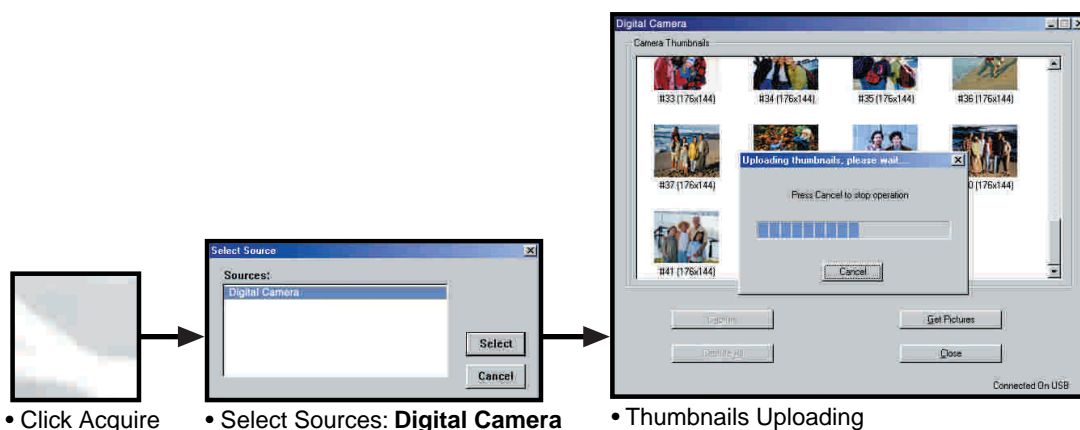 Digital Camera
Camera Thumbnails
#33 (176x144) #34 (176x144) #35 (176x144) #36 (176x144)
#37 (176x144) 0 (176x144)
#41 (176x144)
Uploading thumbnails, please wait....
Press Cancel to stop operation
Cancel
Get Pictures
Close
Connected On USB
Select Source
Sources:
Digital Camera
Select
Cancel
• Click Acquire
• Select Sources: Digital Camera
• Thumbnails Uploading